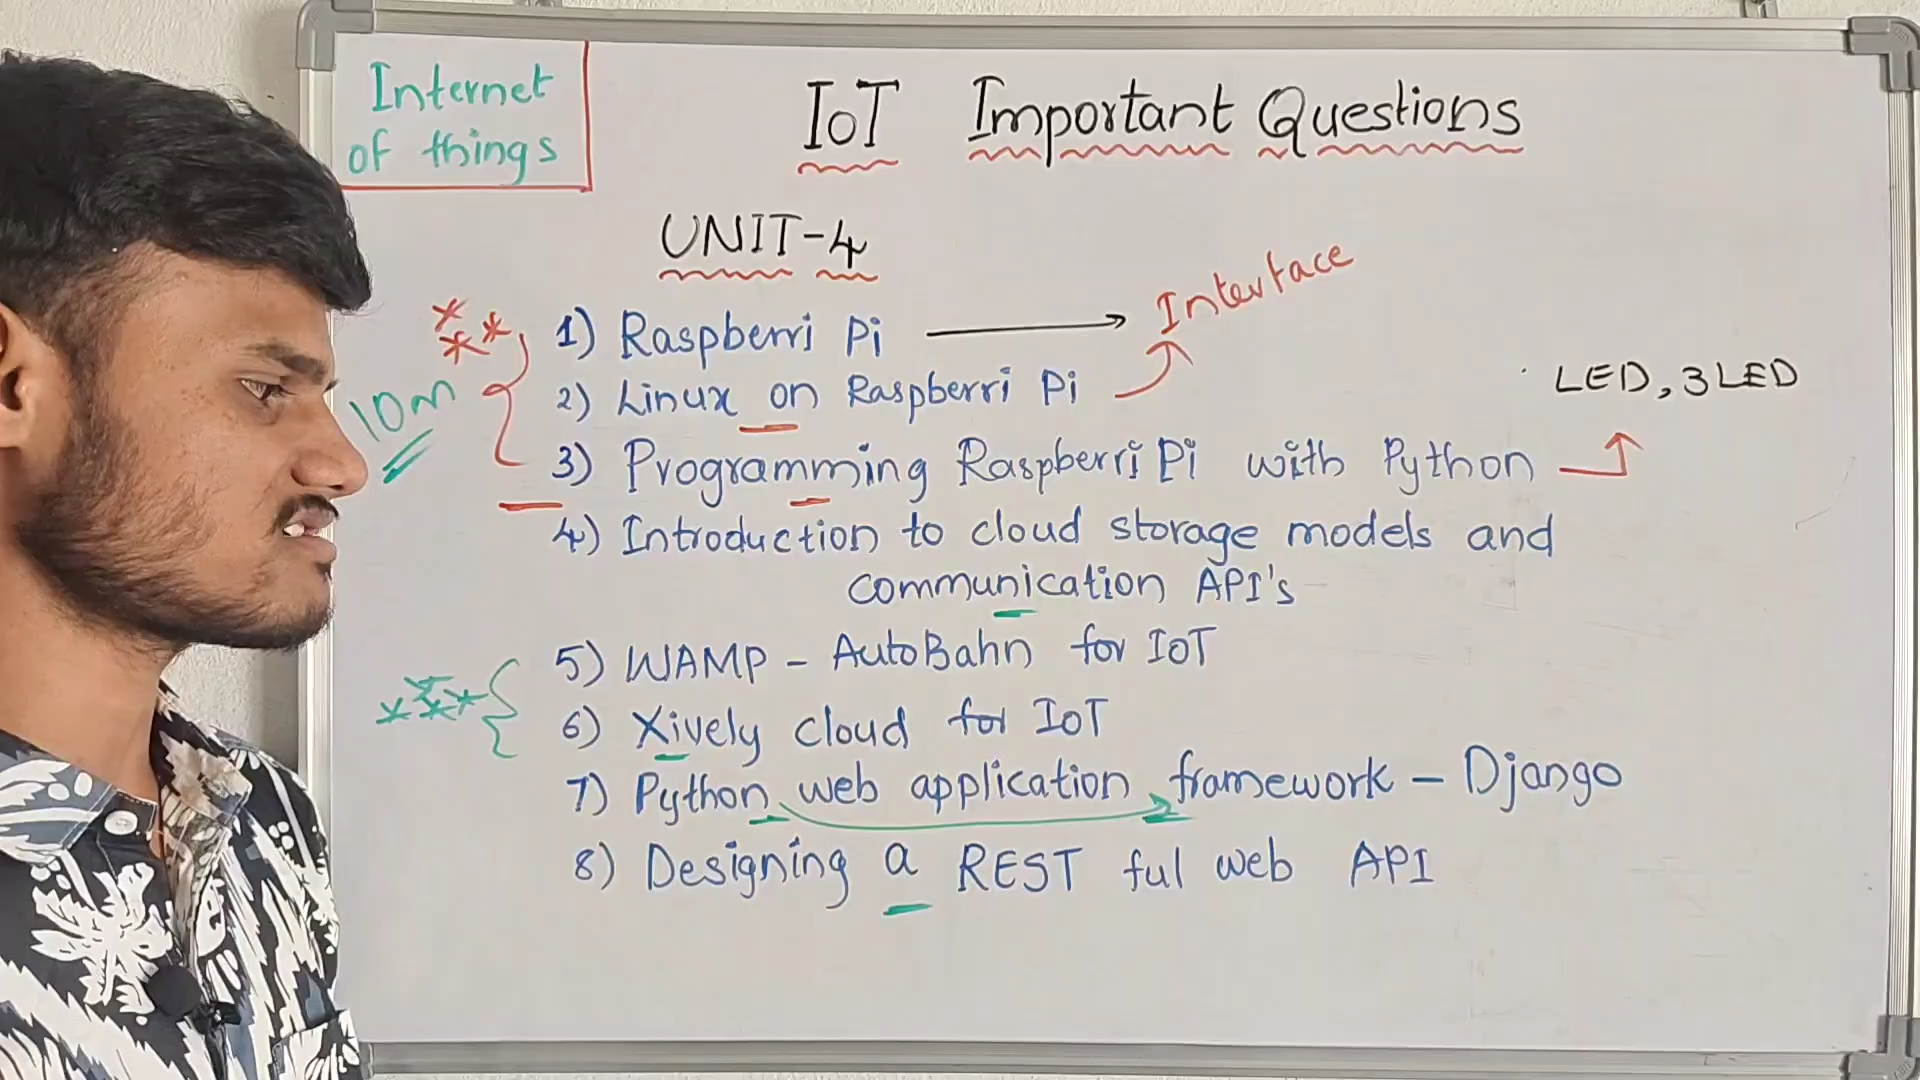 Internet
of things
IoT Important Questions
UNIT-4
*** 1) Raspberri Pi → Interface
10m 2) Linux on Raspberri Pi
LED, 3LED
3) Programming Raspberri Pi with Python
4) Introduction to cloud storage models and
communication API's
5) WAMP - AutoBahn for IoT
*** 6) Xively cloud for IoT
7) Python web application framework - Django
8) Designing a REST ful web API